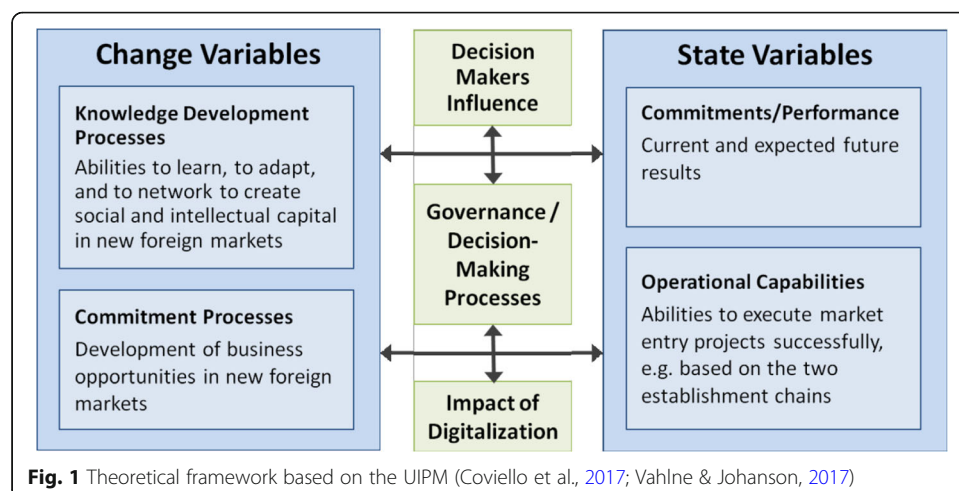 Change Variables
Knowledge Development
Processes
Abilities to learn, to adapt,
and to network to create
social and intellectual capital
in new foreign markets
Commitment Processes
Development of business
opportunities in new foreign
markets
Decision
Makers
Influence
Governance /
Decision-
Making
Processes
Impact of
Digitalization
State Variables
Commitments/Performance
Current and expected future
results
Operational Capabilities
Abilities to execute market
entry projects successfully,
e.g. based on the two
establishment chains
Fig. 1 Theoretical framework based on the UIPM (Coviello et al., 2017; Vahlne & Johanson, 2017)